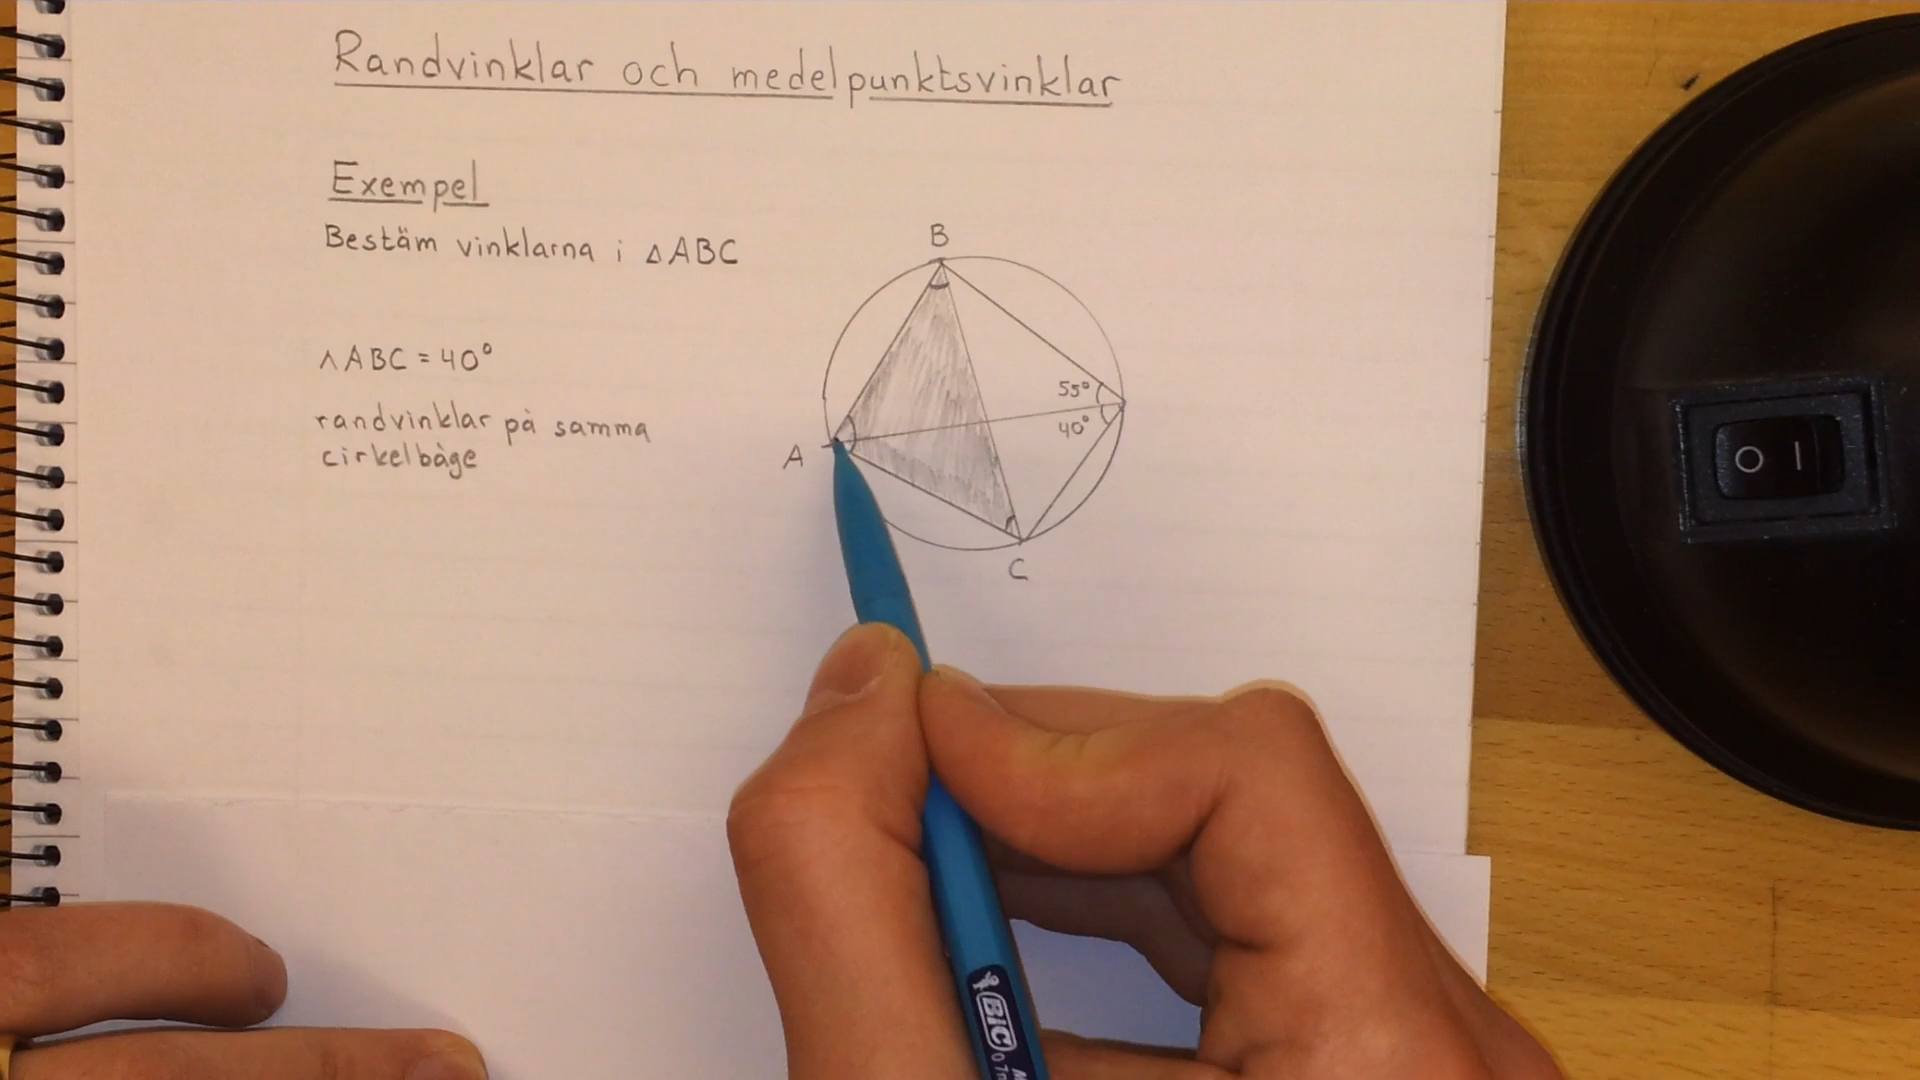 Randvinklar och medelpunktsvinklar
Exempel
Bestäm vinklarna i △ABC
∧ABC = 40°
randvinklar på samma
cirkelbåge
B
55°
40°
A
C
O I
BIC